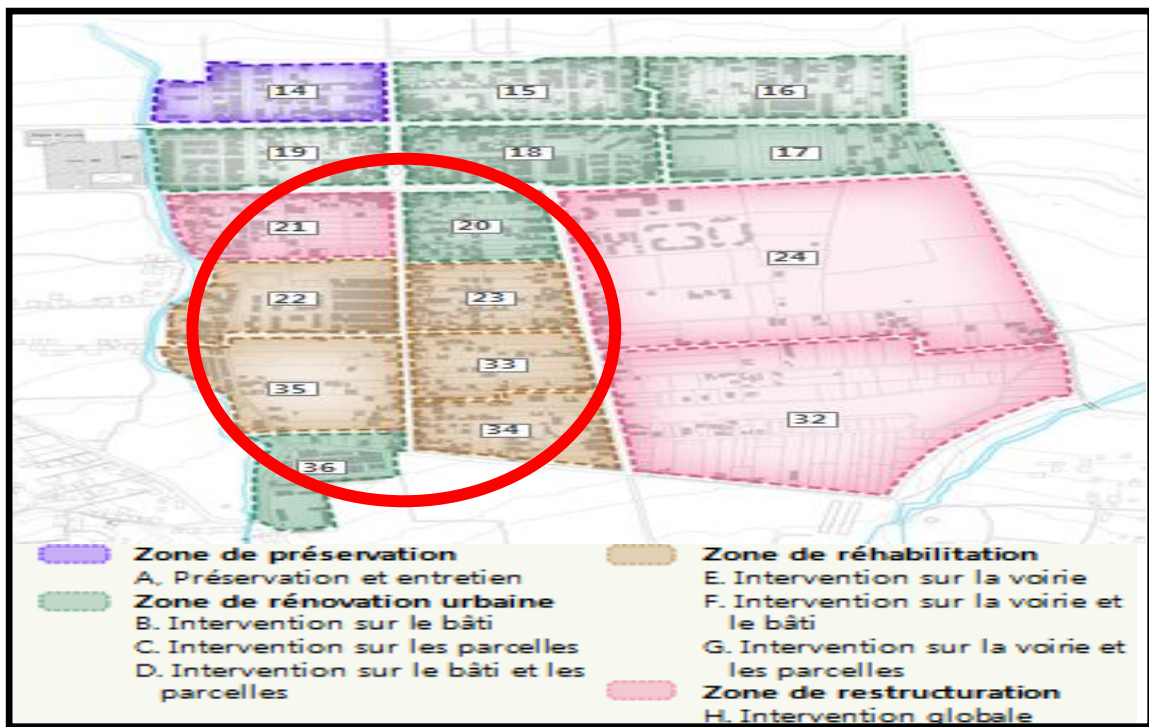 14
15
16
19
18
17
21
20
24
22
23
35
33
32
34
36
Zone de préservation
A, Préservation et entretien
Zone de rénovation urbaine
B. Intervention sur le bâti
C. Intervention sur les parcelles
D. Intervention sur le bâti et les
parcelles
Zone de réhabilitation
E. Intervention sur la voirie
F. Intervention sur la voirie et
le bâti
G. Intervention sur la voirie et
les parcelles
Zone de restructuration
H. Intervention globale